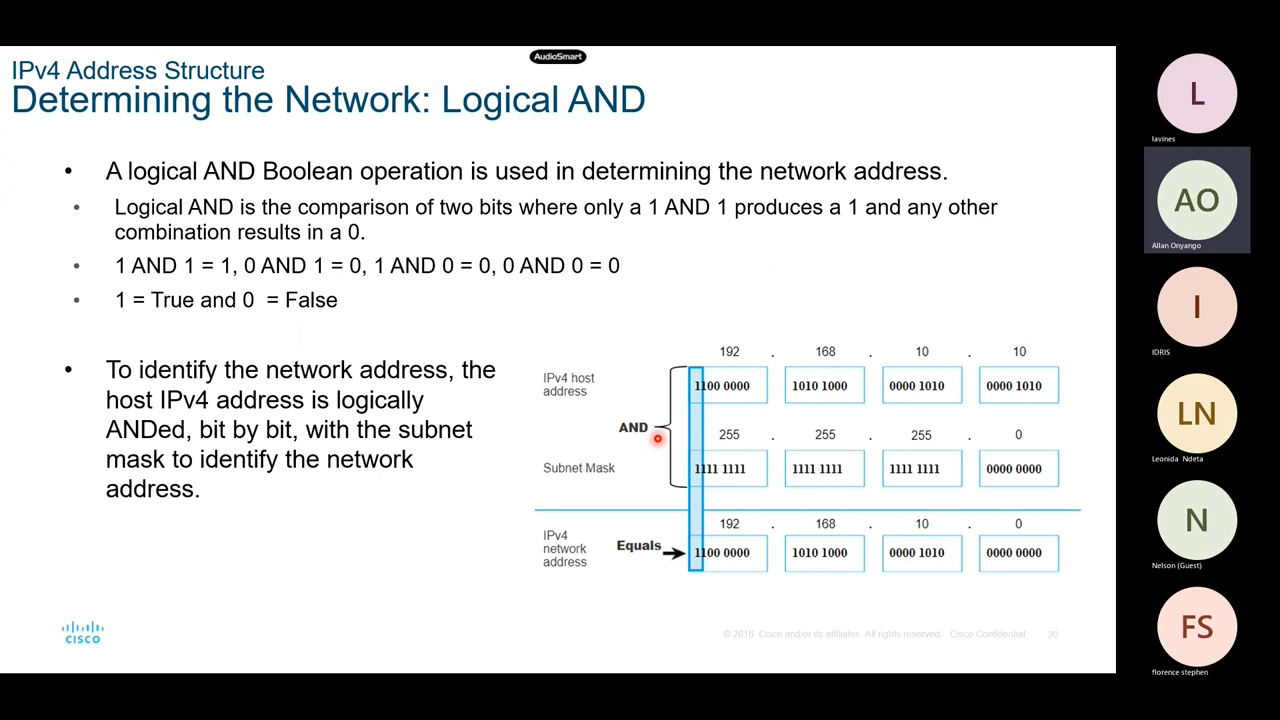 AudioSmart
IPv4 Address Structure
Determining the Network: Logical AND
• A logical AND Boolean operation is used in determining the network address.
• Logical AND is the comparison of two bits where only a 1 AND 1 produces a 1 and any other
combination results in a 0.
• 1 AND 1 = 1, 0 AND 1 = 0, 1 AND 0 = 0, 0 AND 0 = 0
• 1 = True and 0 = False
• To identify the network address, the
host IPv4 address is logically
ANDed, bit by bit, with the subnet
mask to identify the network
address.
192 . 168 . 10 . 10
IPv4 host
address
1100 0000 1010 1000 0000 1010 0000 1010
AND
255 . 255 . 255 . 0
Subnet Mask 1111 1111 1111 1111 1111 1111 0000 0000
192 . 168 . 10 . 0
IPv4
network
address
Equals
1100 0000 1010 1000 0000 1010 0000 0000
CISCO
© 2016 Cisco and/or its affiliates. All rights reserved. Cisco Confidential 20
L
lavines
AO
Allan Onyango
I
IDRIS
LN
Leonida Ndeta
N
Nelson (Guest)
FS
florence stephen